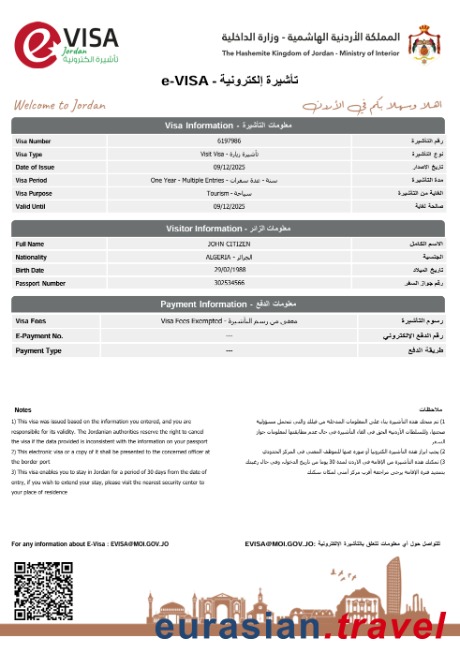 e VISA
Jordan
تأشيرة إلكترونية
المملكة الأردنية الهاشمية - وزارة الداخلية
The Hashemite Kingdom of Jordan - Ministry of Interior
e-VISA - تأشيرة إلكترونية
Welcome to Jordan
اهلا وسهلا بكم في الأردن
Visa Information - معلومات التأشيرة
Visa Number 6197986 رقم التأشيرة
Visa Type Visit Visa - تأشيرة زيارة نوع التأشيرة
Date of Issue 09/12/2025 تاريخ الاصدار
Visa Period One Year - Multiple Entries - سنة - عدة سفرات مدة التأشيرة
Visa Purpose Tourism - سياحة الغاية من التأشيرة
Valid Until 09/12/2025 صالحة لغاية
Visitor Information - معلومات الزائر
Full Name JOHN CITIZEN الاسم الكامل
Nationality ALGERIA - الجزائر الجنسية
Birth Date 29/02/1988 تاريخ الميلاد
Passport Number 302534566 رقم جواز السفر
Payment Information - معلومات الدفع
Visa Fees Visa Fees Exempted - معفى من رسم التأشيرة رسوم التأشيرة
E-Payment No. --- رقم الدفع الإلكتروني
Payment Type --- طريقة الدفع
Notes
1) This visa was issued based on the information you entered, and you are
responsible for its validity. The Jordanian authorities reserve the right to cancel
the visa if the data provided is inconsistent with the information on your passport
2) This electronic visa or a copy of it shall be presented to the concerned officer at
the border port
3) This visa enables you to stay in Jordan for a period of 30 days from the date of
entry, if you wish to extend your stay, please visit the nearest security center to
your place of residence
ملاحظات
1) تم منحك هذه التأشيرة بناء على المعلومات المدخلة من قبلك والتي تتحمل مسؤولية
صحتها، وللسلطات الأردنية الحق في الغاء التأشيرة في حال عدم مطابقتها لمعلومات جواز
السفر
2) يجب ابراز هذه التأشيرة الكترونيا أو صورة عنها للموظف المعني في المركز الحدودي
3) تمكنك هذه التأشيرة من الإقامة في الاردن لمدة 30 يوما من تاريخ الدخول، وفي حال رغبتك
بتمديد فترة الاقامة يرجى مراجعة أقرب مركز أمني لمكان سكنك
For any information about E-Visa : EVISA@MOI.GOV.JO
للتواصل حول أي معلومات تتعلق بالتأشيرة الإلكترونية :EVISA@MOI.GOV.JO
eurasian.travel